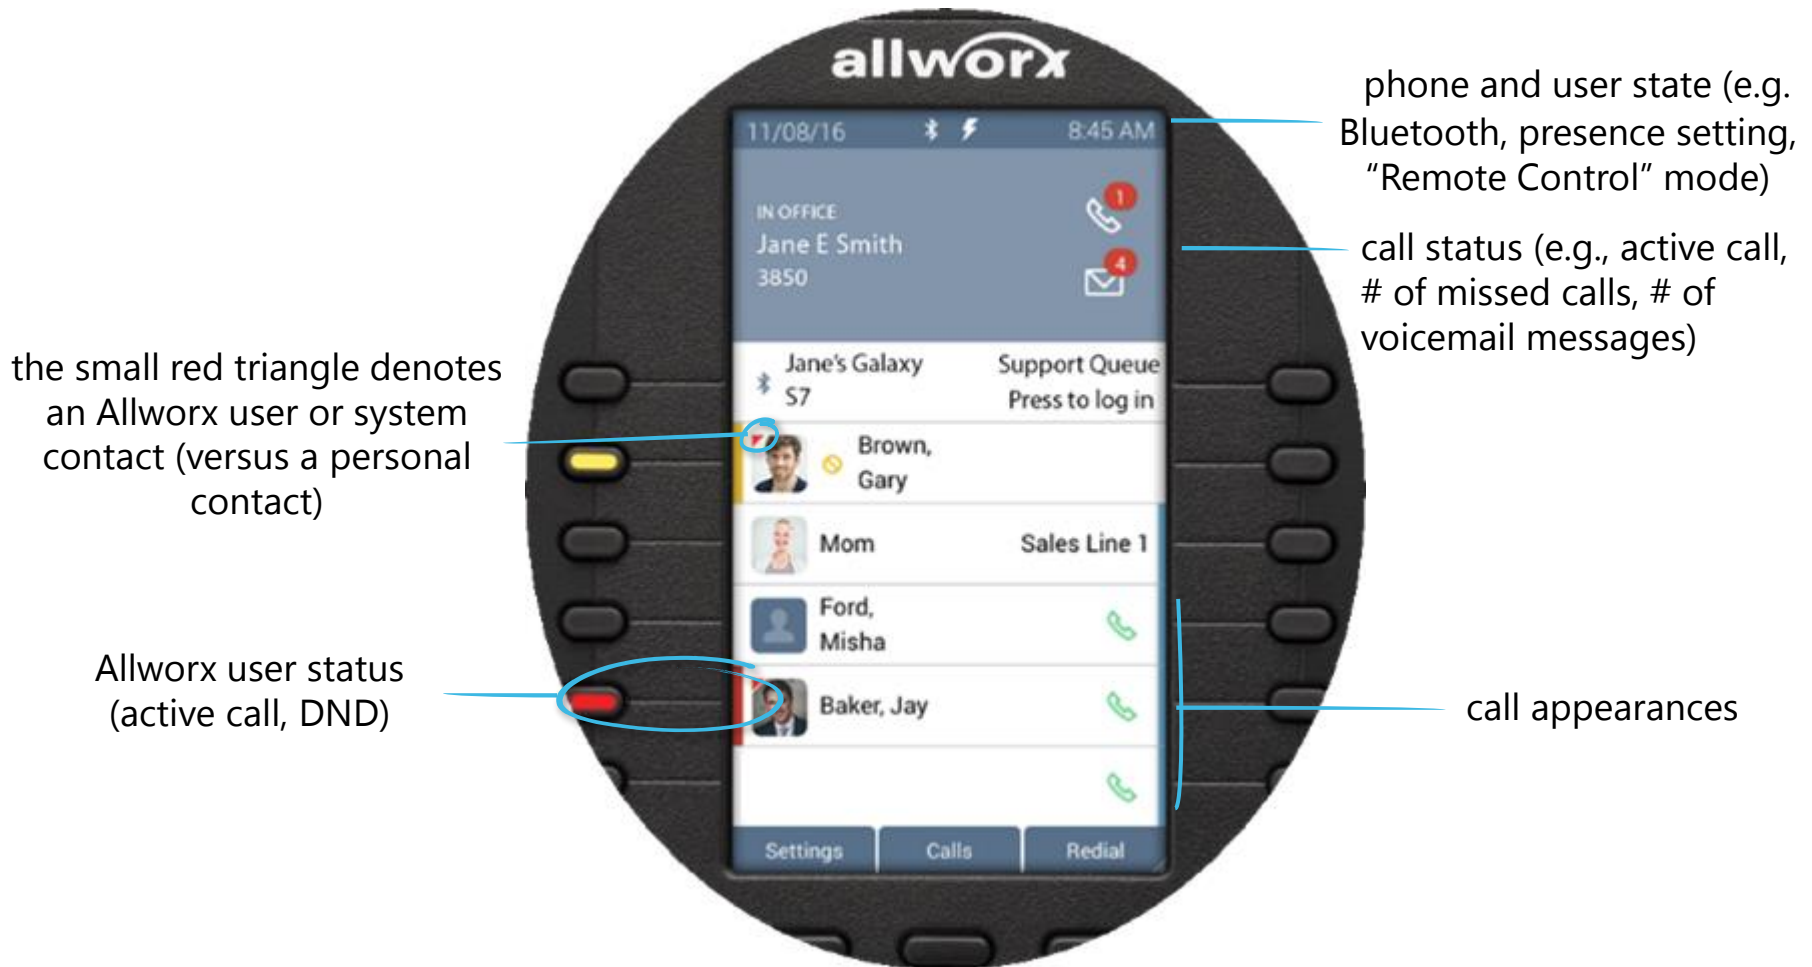 allworx
11/08/16 8:45 AM
IN OFFICE
Jane E Smith
3850
1
4
Jane's Galaxy
S7
Support Queue
Press to log in
Brown,
Gary
Mom
Sales Line 1
Ford,
Misha
Baker, Jay
Settings Calls Redial
phone and user state (e.g.
Bluetooth, presence setting,
“Remote Control” mode)
call status (e.g., active call,
# of missed calls, # of
voicemail messages)
the small red triangle denotes
an Allworx user or system
contact (versus a personal
contact)
Allworx user status
(active call, DND)
call appearances